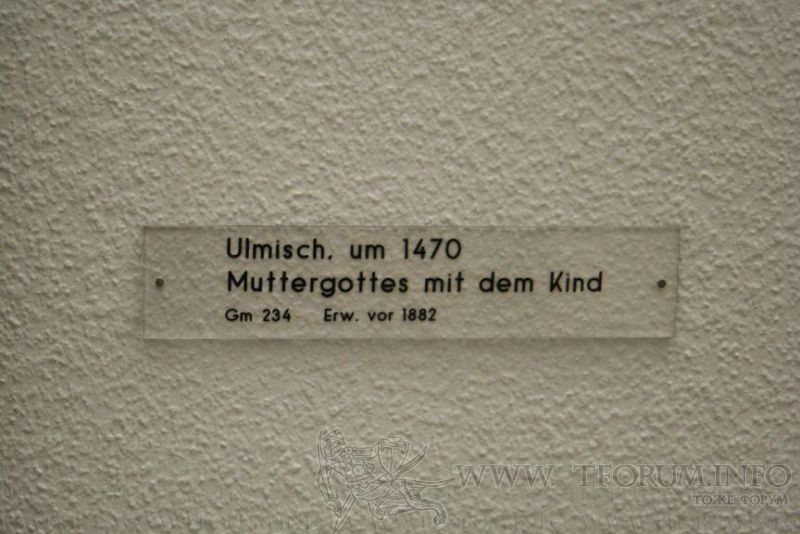 Ulmisch, um 1470
Muttergottes mit dem Kind
Gm 234 Erw. vor 1882
WWW. TFORUM.INFO
ТОЖЕ ФОРУМ